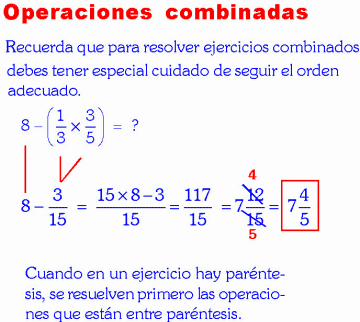 Operaciones combinadas
Recuerda que para resolver ejercicios combinados
debes tener especial cuidado de seguir el orden
adecuado.
8 – (1/3 × 3/5) = ?
8 – 3/15 = 15×8–3/15 = 117/15 = 7 12/15 = 7 4/5
4
5
Cuando en un ejercicio hay parénte-
sis, se resuelven primero las operacio-
nes que están entre paréntesis.